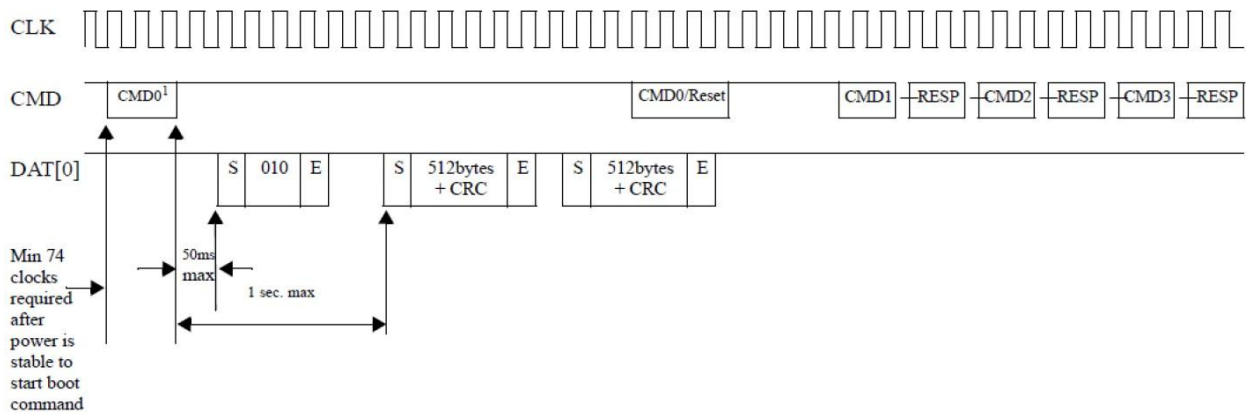 CLK
CMD
CMD0¹
CMD0/Reset
CMD1
RESP
CMD2
RESP
CMD3
RESP
DAT[0]
S
010
E
S
512bytes
+ CRC
E
S
512bytes
+ CRC
E
Min 74
clocks
required
after
power is
stable to
start boot
command
50ms
max
1 sec. max